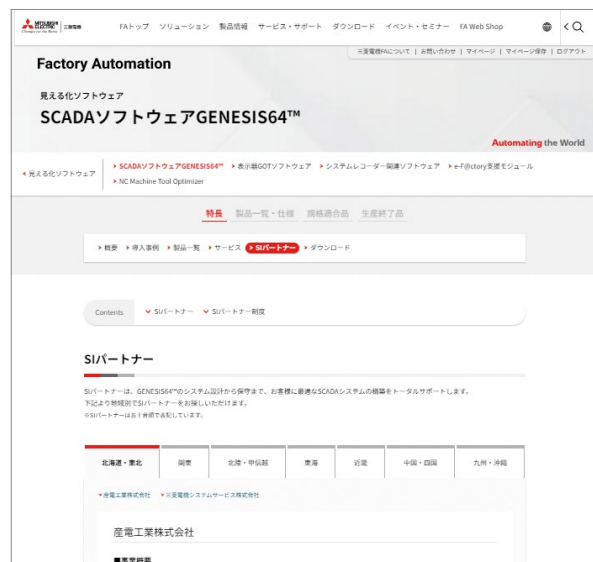 MITSUBISHI ELECTRIC
Changes for the Better
三菱電機
FAトップ ソリューション 製品情報 サービス・サポート ダウンロード イベント・セミナー FA Web Shop
三菱電機FAについて | お問い合わせ | マイページ | マイページ保存 | ログアウト
Factory Automation
見える化ソフトウェア
SCADAソフトウェアGENESIS64™
Automating the World
見える化ソフトウェア
SCADAソフトウェアGENESIS64™ 表示器GOTソフトウェア システムレコーダー関連ソフトウェア e-F@ctory支援モジュール
NC Machine Tool Optimizer
特長 製品一覧・仕様 規格適合品 生産終了品
概要 導入事例 製品一覧 サービス SIパートナー ダウンロード
Contents SIパートナー SIパートナー制度
SIパートナー
SIパートナーは、GENESIS64™のシステム設計から保守まで、お客様に最適なSCADAシステムの構築をトータルサポートします。
下記より地域別でSIパートナーをお探しいただけます。
※SIパートナーは五十音順で表記しています。
北海道・東北 関東 北陸・甲信越 東海 近畿 中国・四国 九州・沖縄
産電工業株式会社 三菱電機システムサービス株式会社
産電工業株式会社
■事業概要